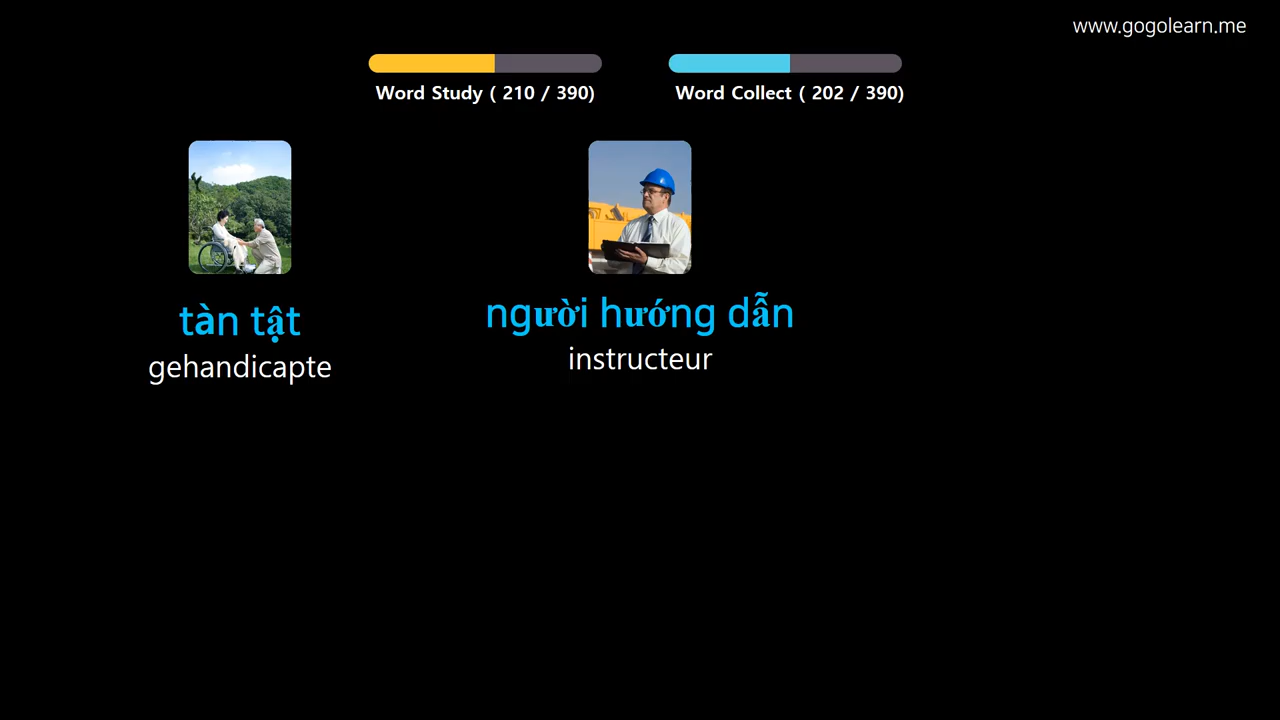 www.gogolearn.me
Word Study ( 210 / 390)
Word Collect ( 202 / 390)
tàn tật
gehandicapte
người hướng dẫn
instructeur